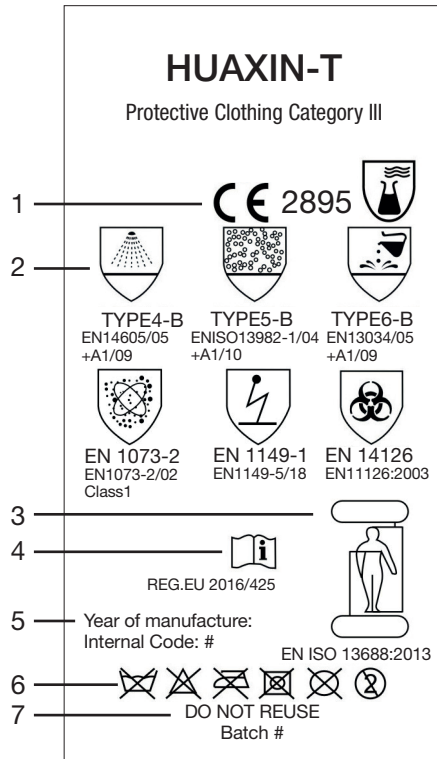 HUAXIN-T
Protective Clothing Category III
1
CE 2895
2
TYPE4-B
EN14605/05
+A1/09
TYPE5-B
ENISO13982-1/04
+A1/10
TYPE6-B
EN13034/05
+A1/09
EN 1073-2
EN1073-2/02
Class1
EN 1149-1
EN1149-5/18
EN 14126
EN11126:2003
3
4
i
REG.EU 2016/425
5
Year of manufacture:
Internal Code: #
EN ISO 13688:2013
6
2
7
DO NOT REUSE
Batch #